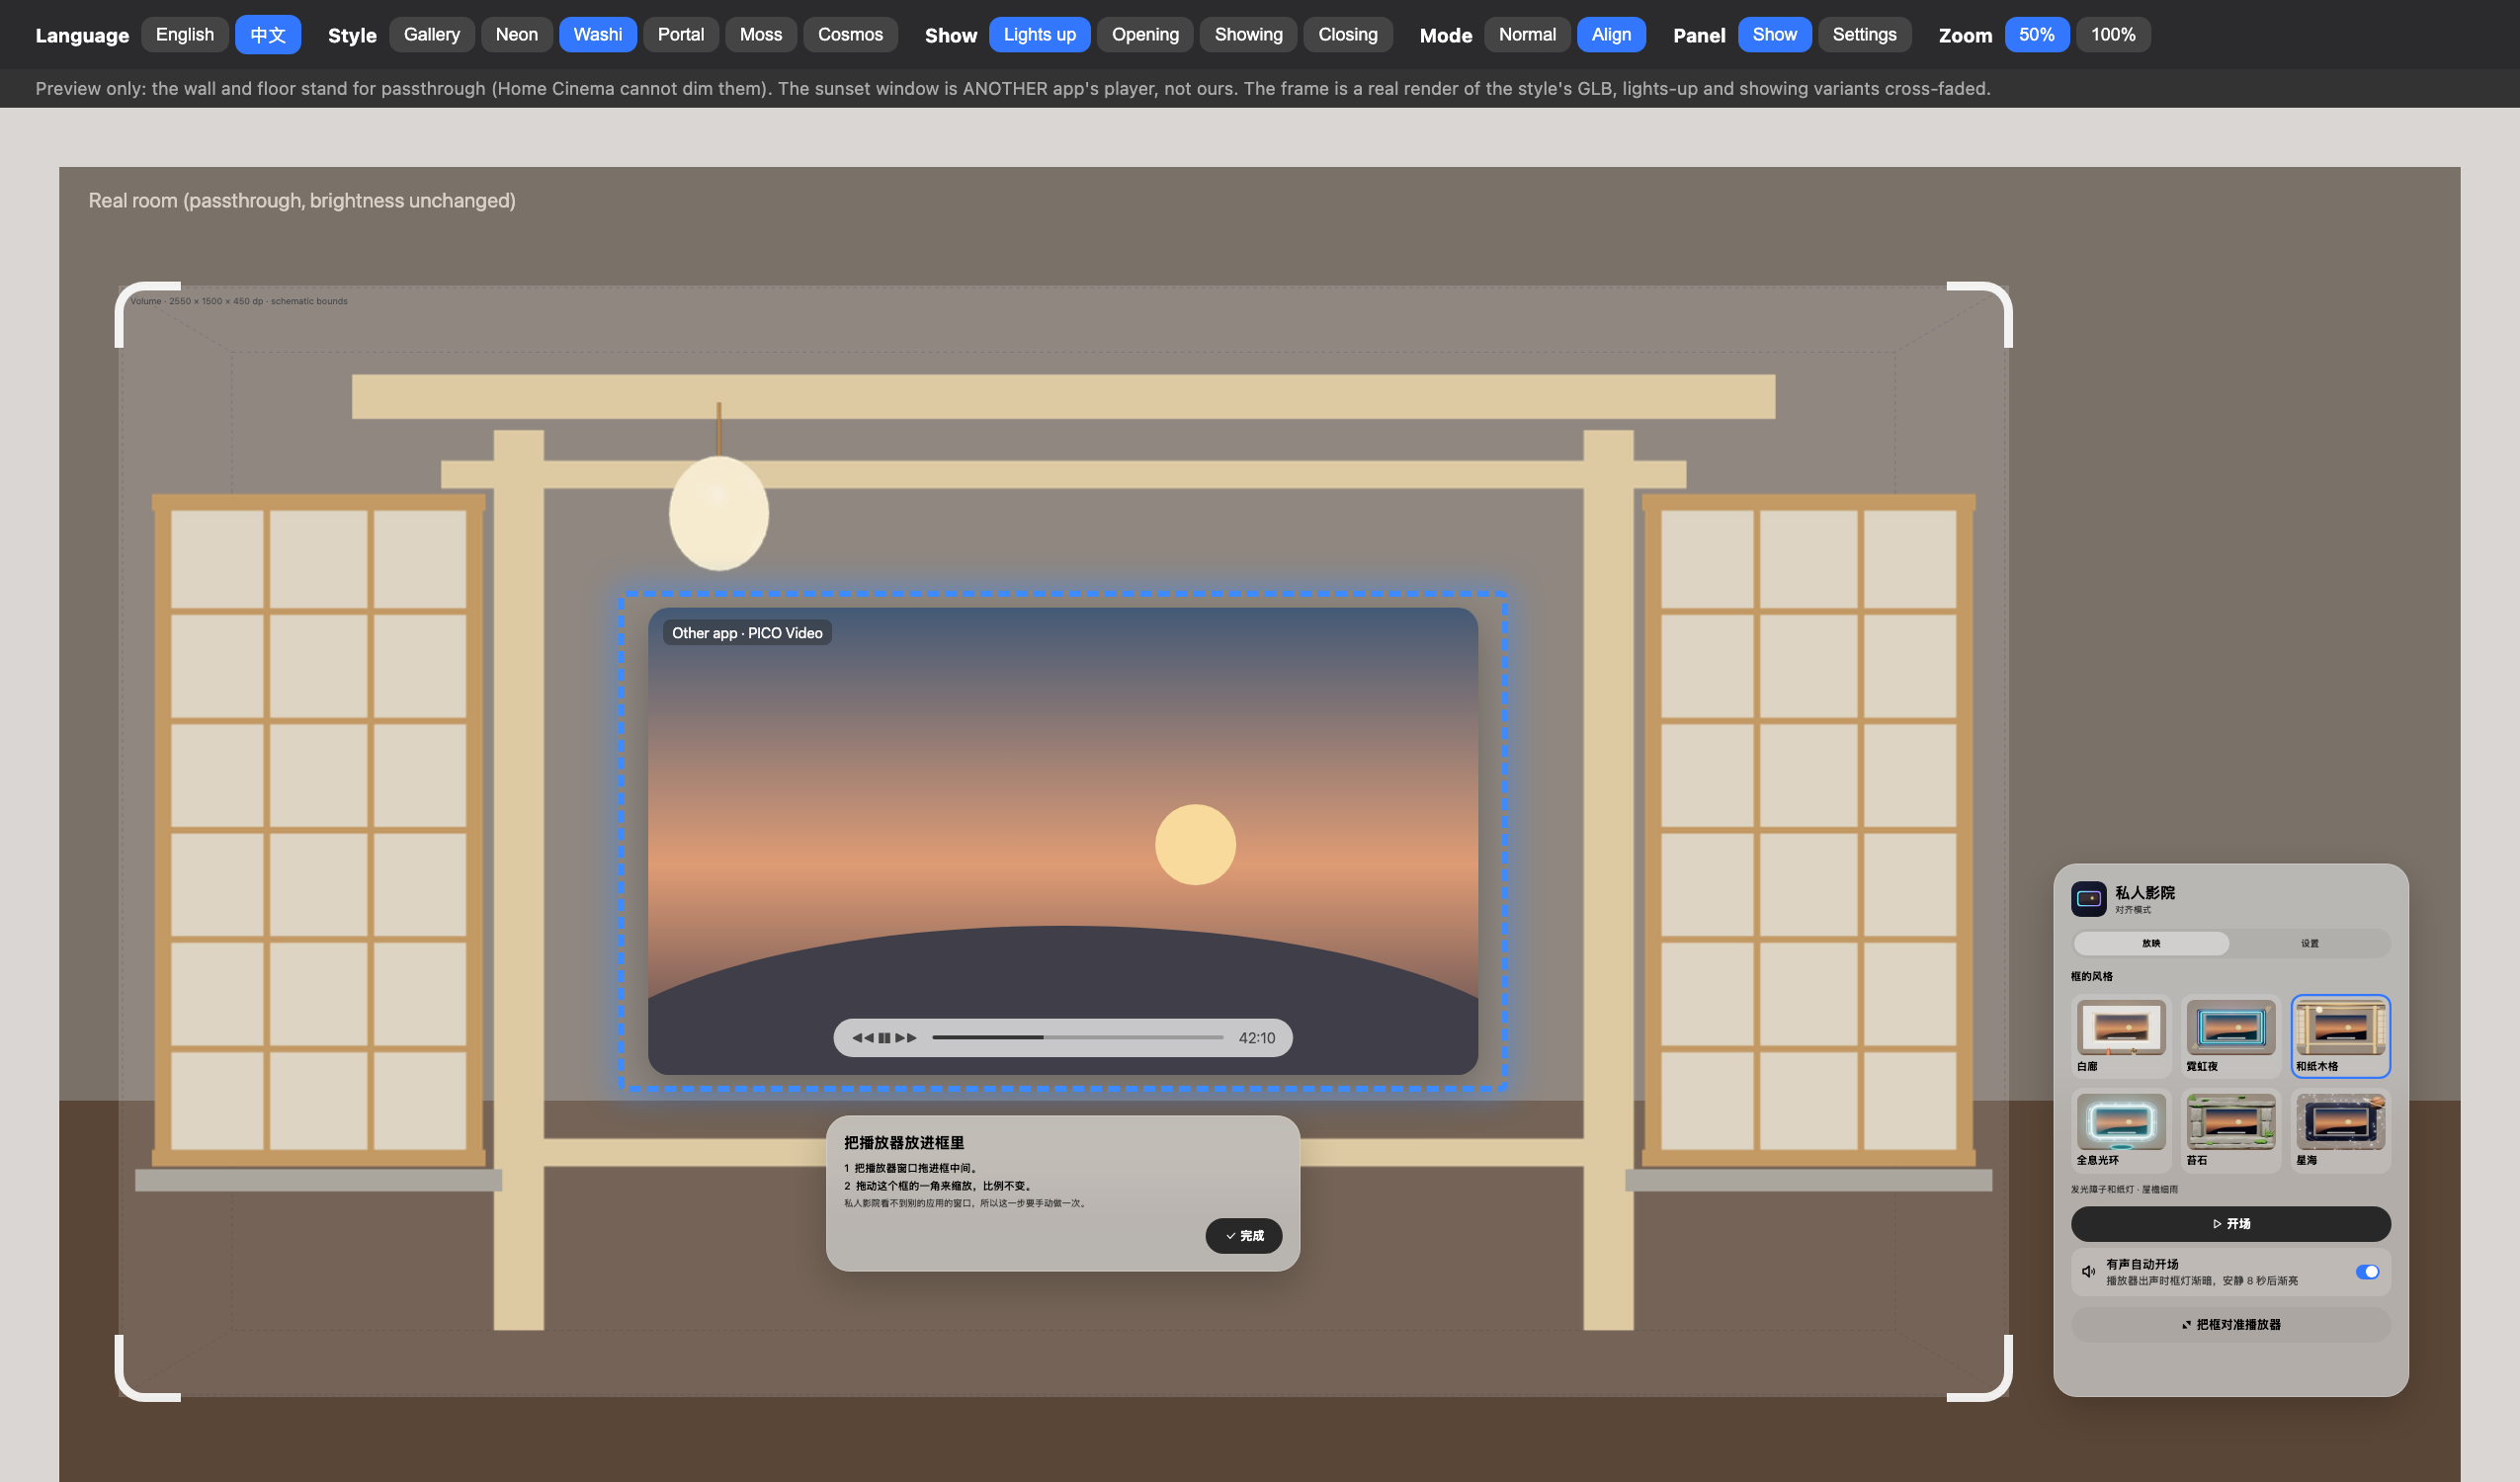 Language English 中文 Style Gallery Neon Washi Portal Moss Cosmos Show Lights up Opening Showing Closing Mode Normal Align Panel Show Settings Zoom 50% 100%
Preview only: the wall and floor stand for passthrough (Home Cinema cannot dim them). The sunset window is ANOTHER app's player, not ours. The frame is a real render of the style's GLB, lights-up and showing variants cross-faded.
Real room (passthrough, brightness unchanged)
Volume · 2550 × 1500 × 450 dp · schematic bounds
Other app · PICO Video
42:10
把播放器放进框里
1 把播放器窗口拖进框中间。
2 拖动这个框的一角来缩放，比例不变。
私人影院看不到别的应用的窗口，所以这一步要手动做一次。
完成
私人影院
对齐模式
放映 设置
框的风格
白廊 霓虹夜 和纸木格
全息光环 苔石 星海
发光障子和纸灯 · 屋檐细雨
开场
有声自动开场
播放器出声时框灯渐暗，安静 8 秒后渐亮
把框对准播放器